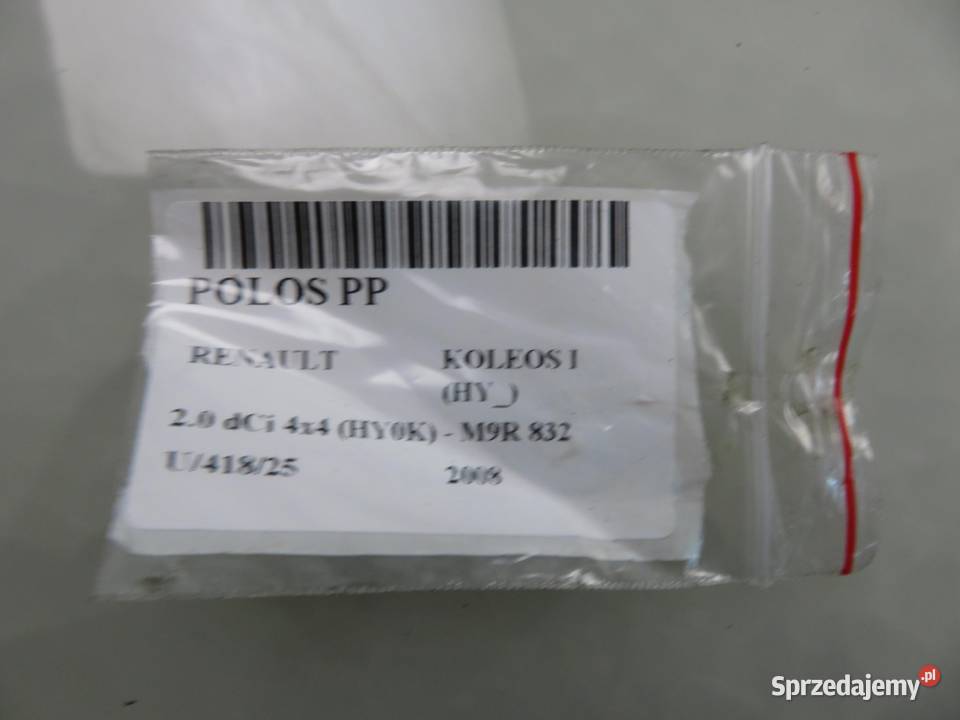 POLOS PP
RENAULT KOLEOS I
(HY_)
2.0 dCi 4x4 (HY0K) - M9R 832
U/418/25 2008
Sprzedajemy.pl